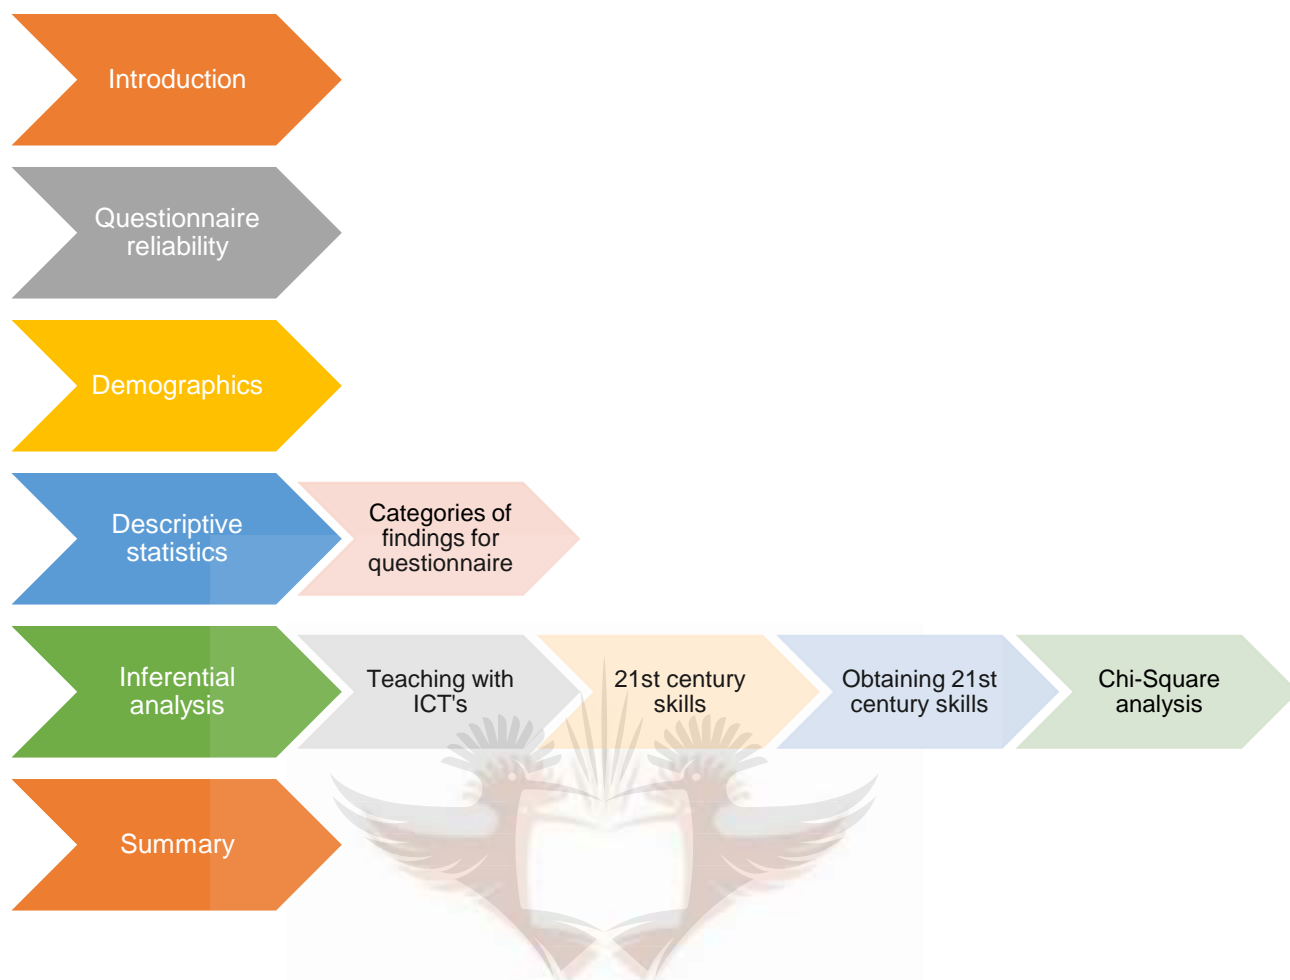 Introduction
Questionnaire
reliability
Demographics
Descriptive
statistics
Categories of
findings for
questionnaire
Inferential
analysis
Teaching with
ICT's
21st century
skills
Obtaining 21st
century skills
Chi-Square
analysis
Summary